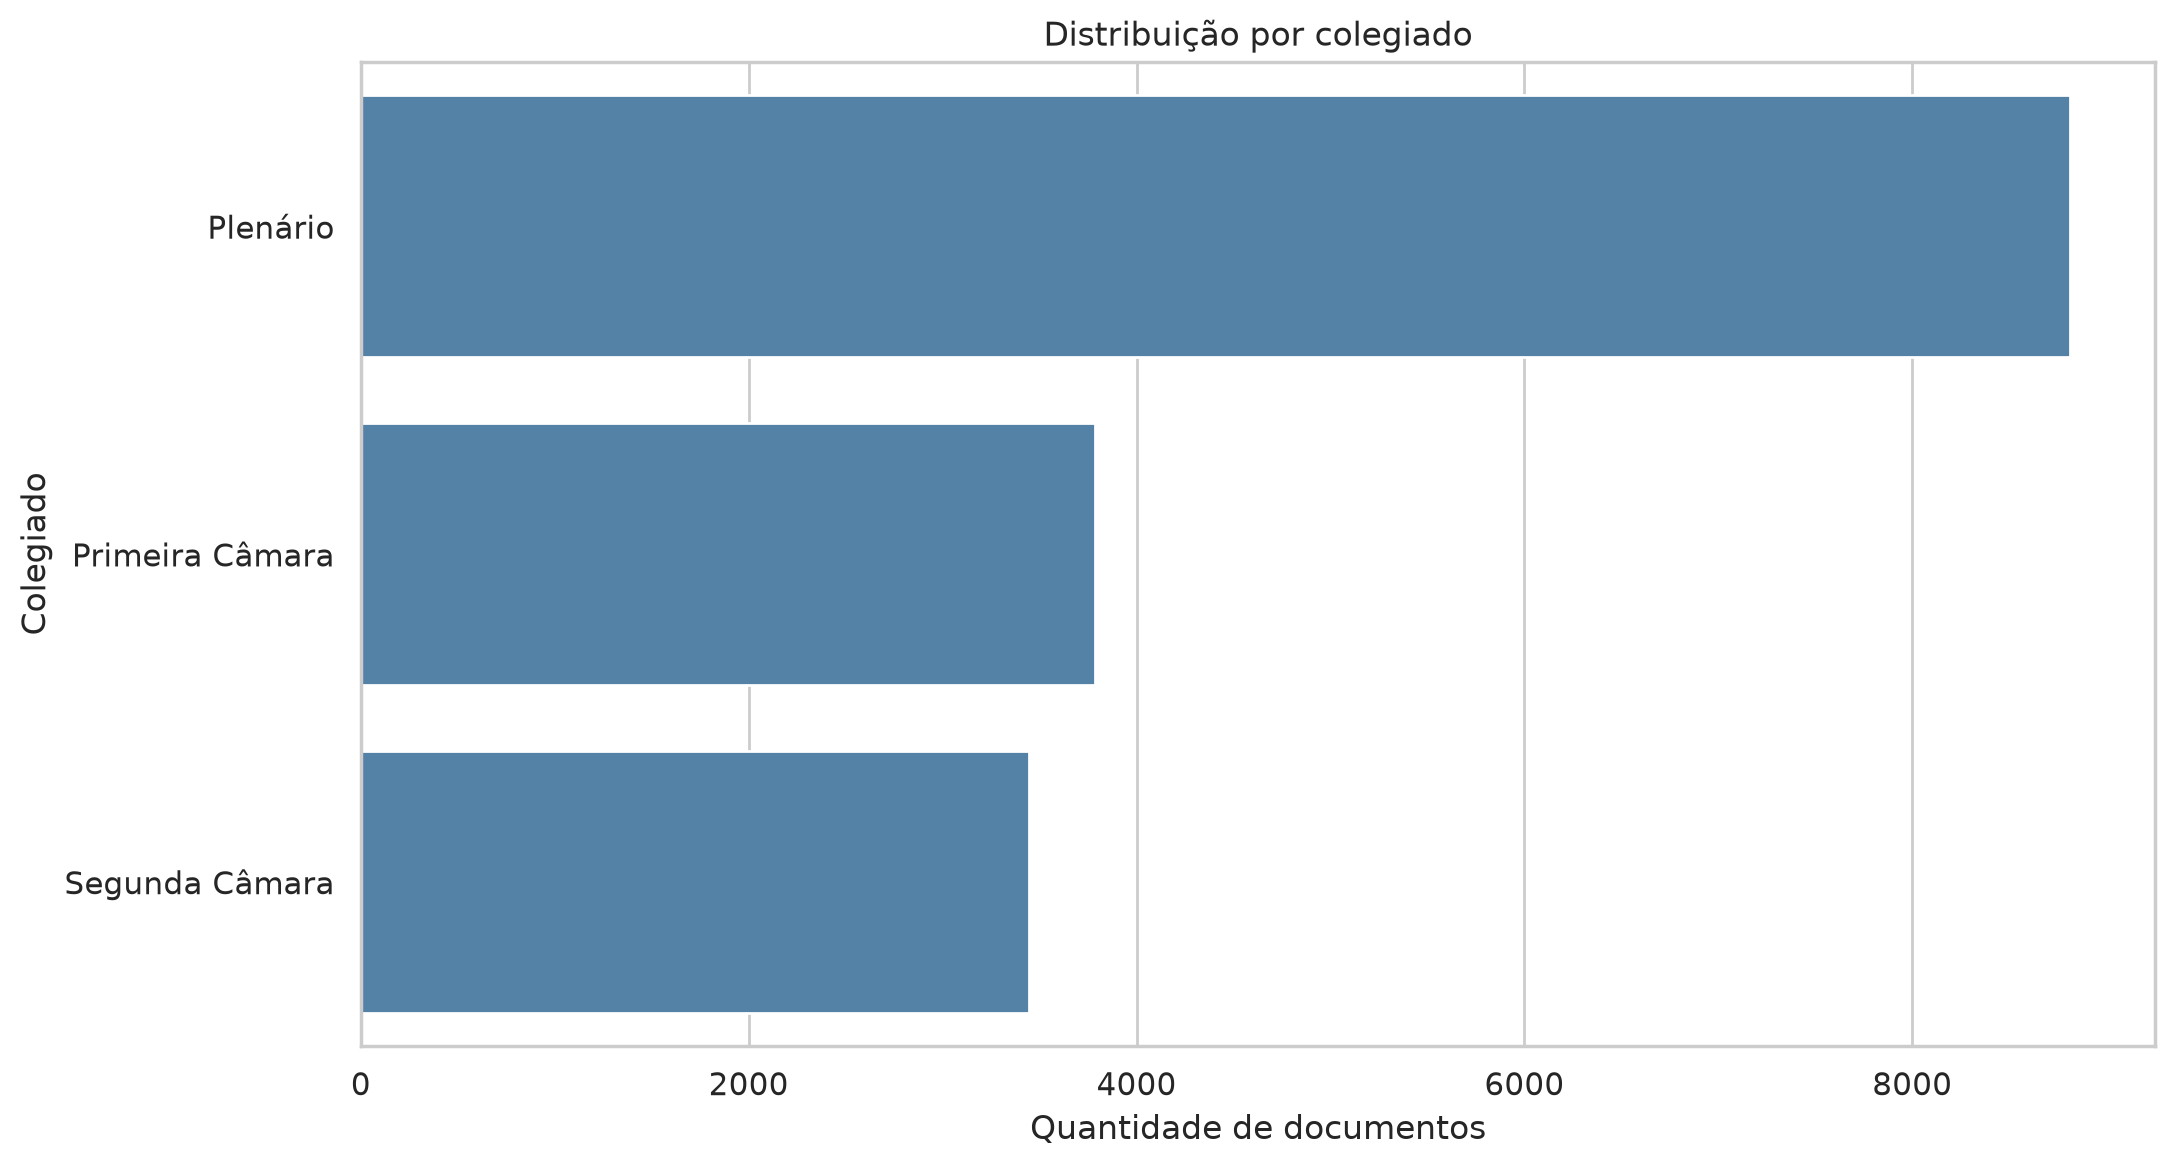 Distribuição por colegiado
Colegiado
Plenário
Primeira Câmara
Segunda Câmara
0 2000 4000 6000 8000
Quantidade de documentos